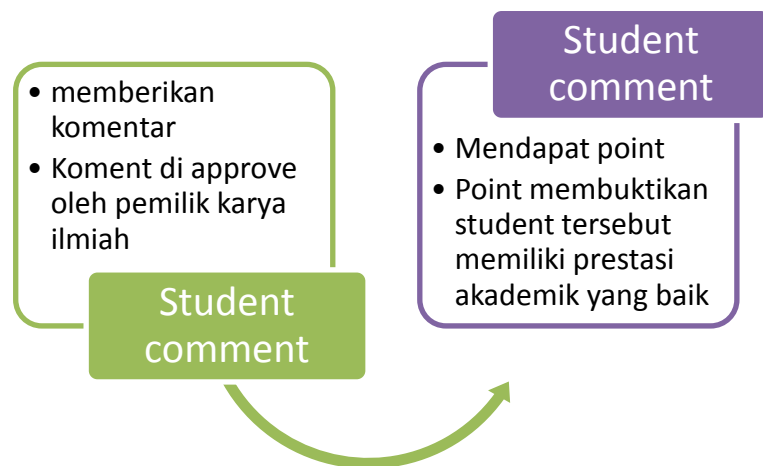 • memberikan
komentar
• Koment di approve
oleh pemilik karya
ilmiah
Student
comment
Student
comment
• Mendapat point
• Point membuktikan
student tersebut
memiliki prestasi
akademik yang baik